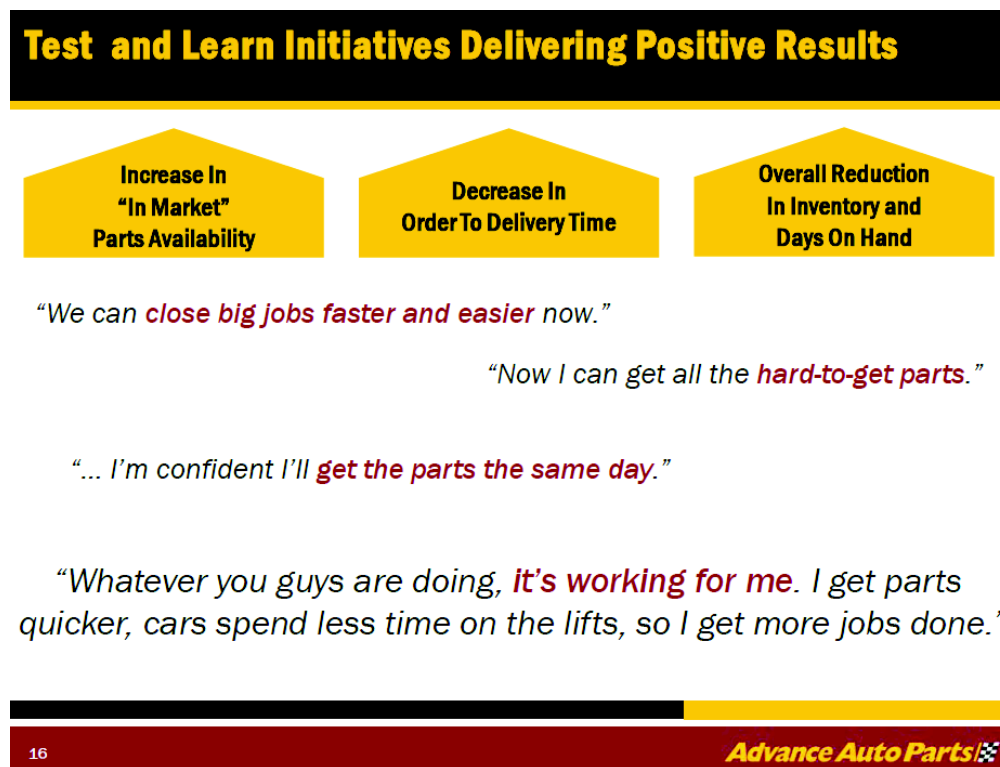 Test and Learn Initiatives Delivering Positive Results
Increase In
“In Market”
Parts Availability
Decrease In
Order To Delivery Time
Overall Reduction
In Inventory and
Days On Hand
“We can close big jobs faster and easier now.”
“Now I can get all the hard-to-get parts.”
“... I’m confident I’ll get the parts the same day.”
“Whatever you guys are doing, it’s working for me. I get parts
quicker, cars spend less time on the lifts, so I get more jobs done.”
16
Advance Auto Parts